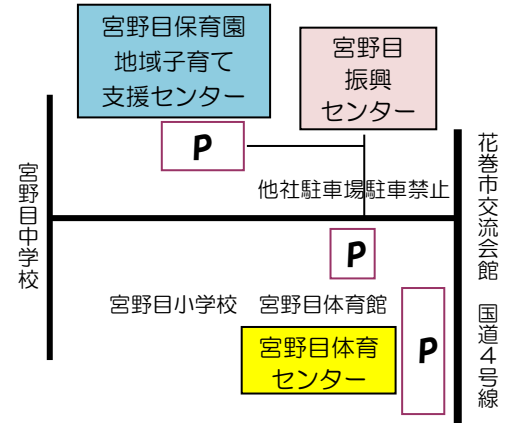 宮野目保育園
地域子育て
支援センター
宮野目
振興
センター
P
他社駐車場駐車禁止
宮野目中学校
花巻市交流会館　国道４号線
P
宮野目小学校　宮野目体育館
宮野目体育
センター
P